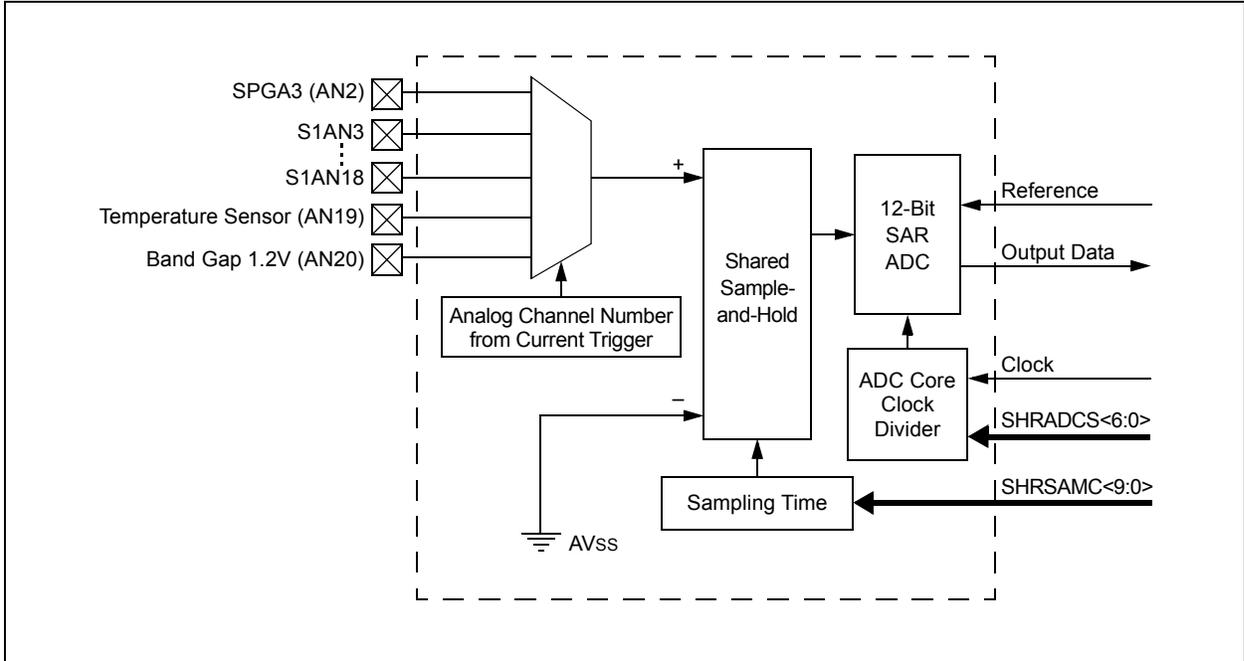 SPGA3 (AN2)
S1AN3
S1AN18
Temperature Sensor (AN19)
Band Gap 1.2V (AN20)
Analog Channel Number
from Current Trigger
+
–
AVSS
Shared
Sample-
and-Hold
Sampling Time
12-Bit
SAR
ADC
ADC Core
Clock
Divider
Reference
Output Data
Clock
SHRADCS<6:0>
SHRSAMC<9:0>